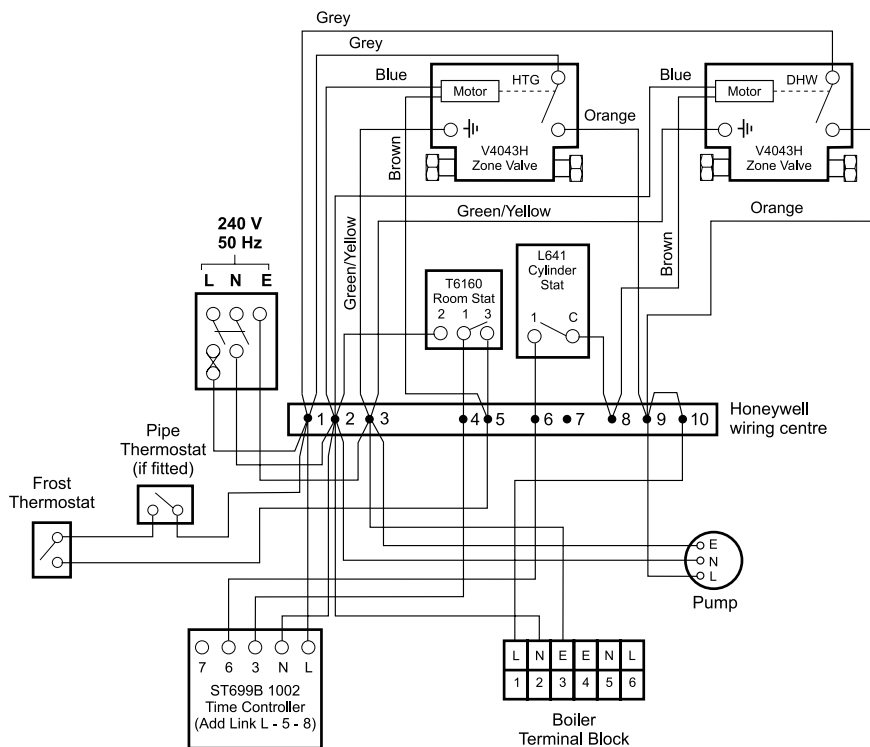 Grey
Grey
Blue
HTG
Motor
Orange
V4043H
Zone Valve
Brown
Blue
DHW
Motor
V4043H
Zone Valve
Green/Yellow
Orange
Brown
Green/Yellow
240 V
50 Hz
L N E
T6160
Room Stat
2 1 3
L641
Cylinder
Stat
1 C
1 2 3 4 5 6 7 8 9 10
Honeywell
wiring centre
Pipe
Thermostat
(if fitted)
Frost
Thermostat
E
N
L
Pump
7 6 3 N L
ST699B 1002
Time Controller
(Add Link L - 5 - 8)
L N E E N L
1 2 3 4 5 6
Boiler
Terminal Block